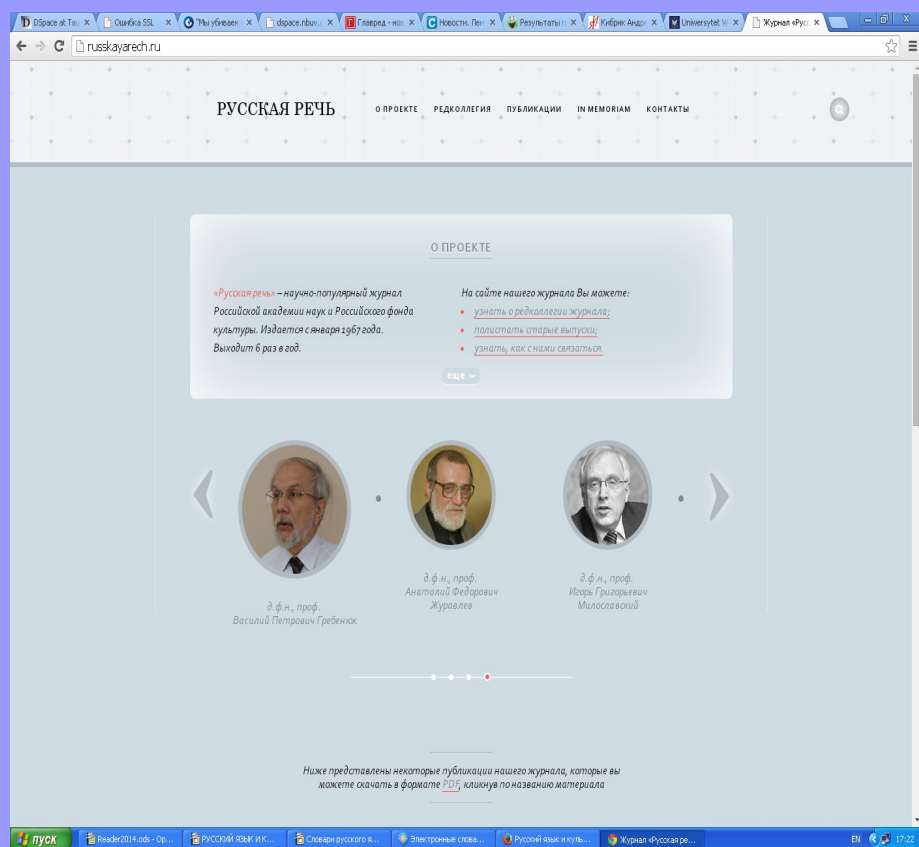 DSpace at Tau
Ошибка SSL
"Мы убиваем
dspace.nbuv.
Главред - нов
Новости. Лен
Результаты п
Кибрик Андр
Uniwersytet W
Журнал «Русс
russkayarech.ru
РУССКАЯ РЕЧЬ
О ПРОЕКТЕ РЕДКОЛЛЕГИЯ ПУБЛИКАЦИИ IN MEMORIAM КОНТАКТЫ
О ПРОЕКТЕ
«Русская речь» – научно-популярный журнал
Российской академии наук и Российского фонда
культуры. Издается с января 1967 года.
Выходит 6 раз в год.
На сайте нашего журнала Вы можете:
узнать о редколлегии журнала;
полистать старые выпуски;
узнать, как с нами связаться.
еще
д.ф.н., проф.
Василий Петрович Гребенюк
д.ф.н., проф.
Анатолий Федорович
Журавлев
д.ф.н., проф.
Игорь Григорьевич
Милославский
Ниже представлены некоторые публикации нашего журнала, которые вы
можете скачать в формате PDF, кликнув по названию материала
пуск
Reader2014.ods - Op...
РУССКИЙ ЯЗЫК И К...
Словари русского я...
Электронные слова...
Русский язык и куль...
Журнал «Русская ре...
EN
17:22